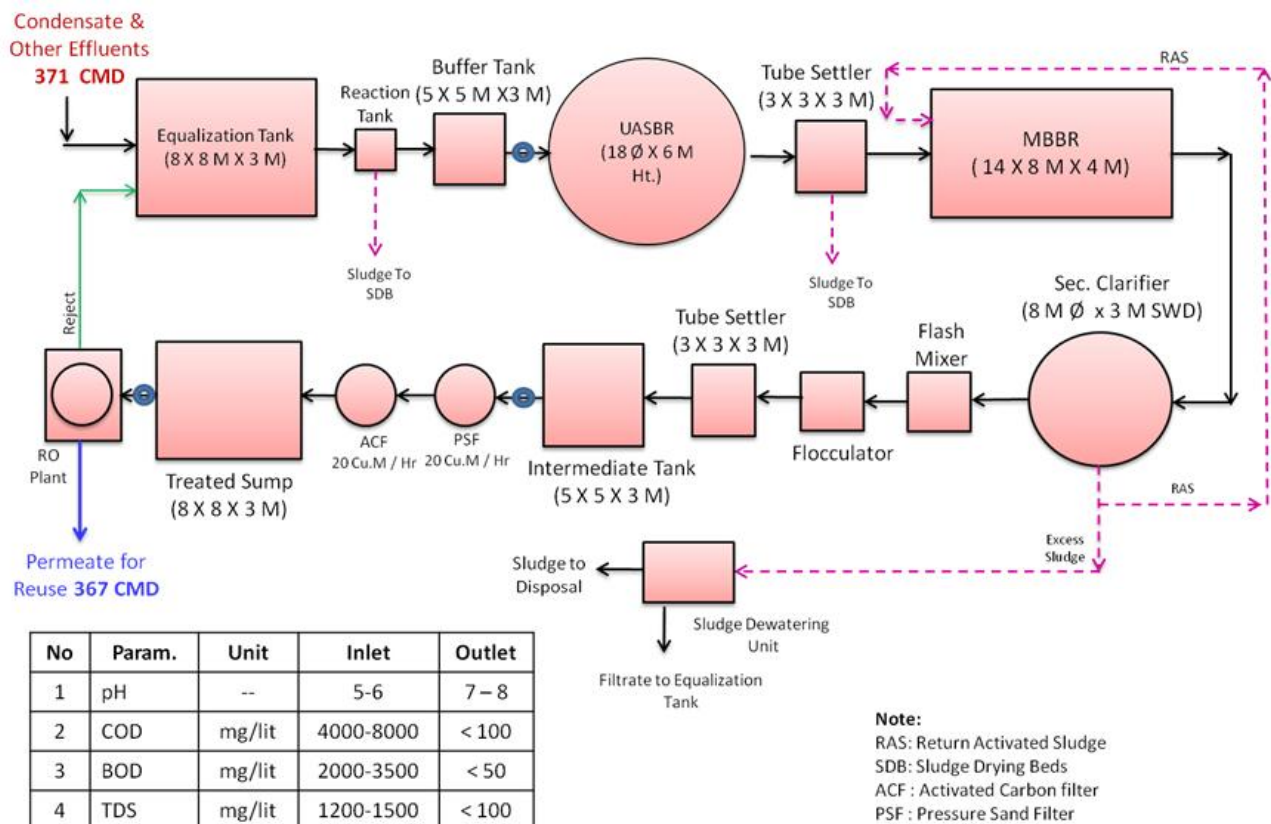 Condensate &
Other Effluents
371 CMD
Equalization Tank
(8 X 8 M X 3 M)
Reaction
Tank
Buffer Tank
(5 X 5 M X3 M)
UASBR
(18 Ø X 6 M
Ht.)
Tube Settler
(3 X 3 X 3 M)
RAS
MBBR
( 14 X 8 M X 4 M)
Sludge To
SDB
Sludge To
SDB
Reject
Sec. Clarifier
(8 M Ø x 3 M SWD)
Flash
Mixer
Flocculator
Tube Settler
(3 X 3 X 3 M)
Intermediate Tank
(5 X 5 X 3 M)
PSF
20 Cu.M / Hr
ACF
20 Cu.M / Hr
Treated Sump
(8 X 8 X 3 M)
RO
Plant
Permeate for
Reuse 367 CMD
RAS
Excess
Sludge
Sludge to
Disposal
Sludge Dewatering
Unit
Filtrate to Equalization
Tank
No Param. Unit Inlet Outlet
1 pH -- 5-6 7 – 8
2 COD mg/lit 4000-8000 < 100
3 BOD mg/lit 2000-3500 < 50
4 TDS mg/lit 1200-1500 < 100
Note:
RAS: Return Activated Sludge
SDB: Sludge Drying Beds
ACF : Activated Carbon filter
PSF : Pressure Sand Filter